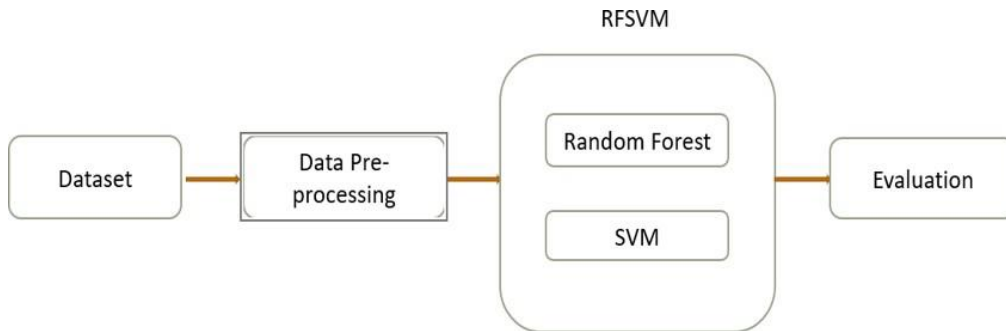 RFSVM
Dataset
Data Pre-
processing
Random Forest
SVM
Evaluation